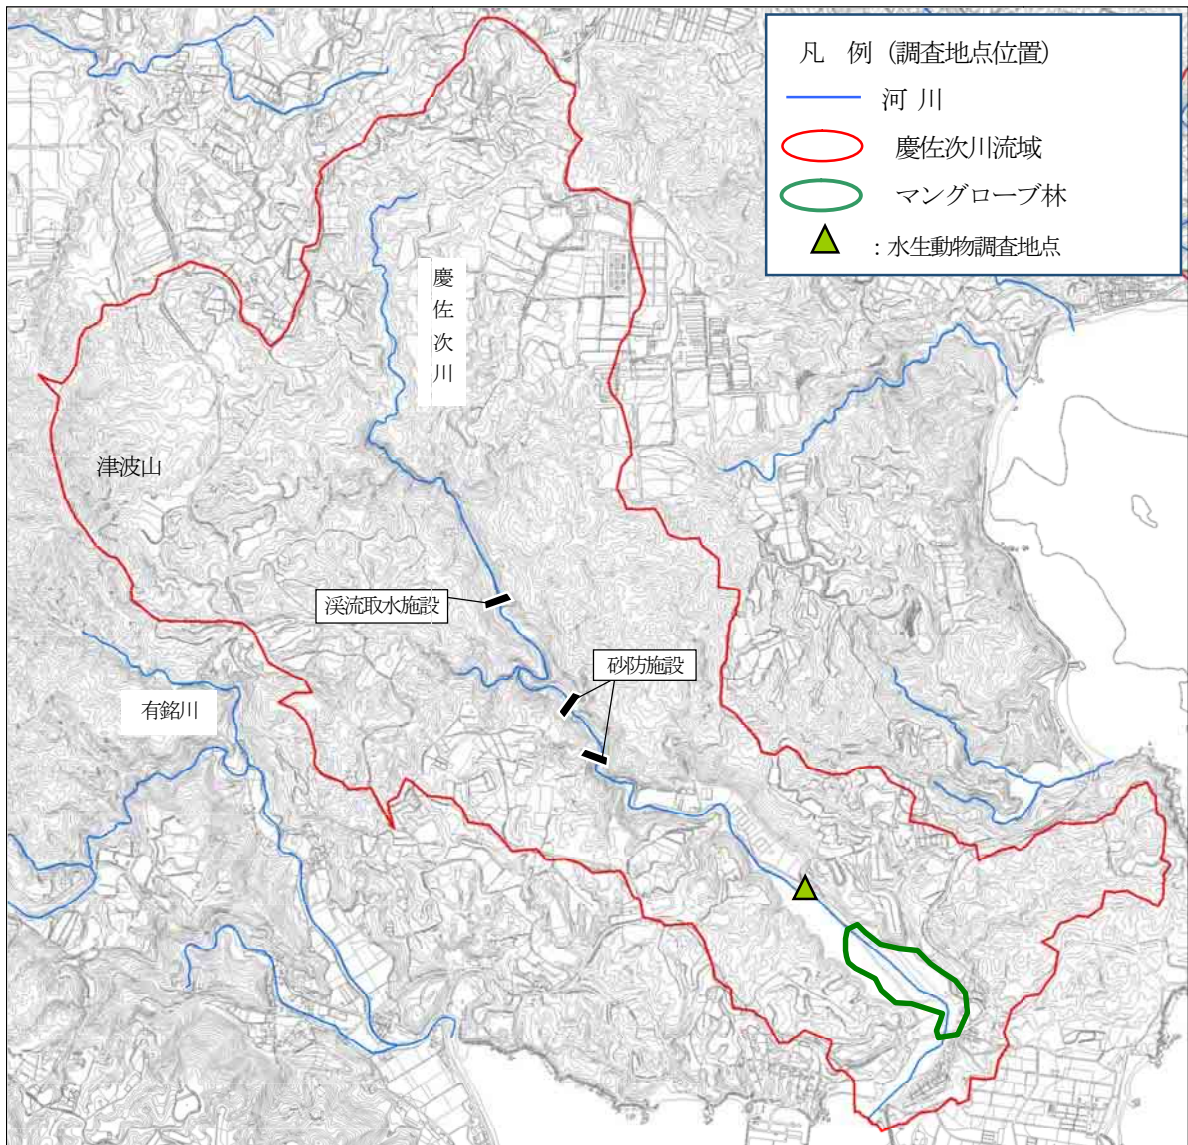 凡 例 (調査地点位置)
河 川
慶佐次川流域
マングローブ林
: 水生動物調査地点
慶佐次川
津波山
渓流取水施設
砂防施設
有銘川